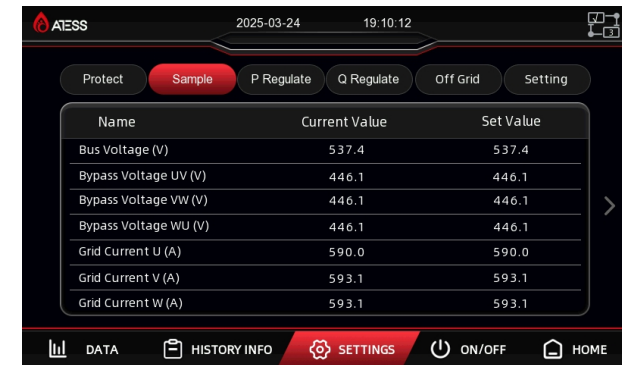 ATESS 2025-03-24 19:10:12
3
Protect Sample P Regulate Q Regulate Off Grid Setting
Name Current Value Set Value
Bus Voltage (V) 537.4 537.4
Bypass Voltage UV (V) 446.1 446.1
Bypass Voltage VW (V) 446.1 446.1
Bypass Voltage WU (V) 446.1 446.1
Grid Current U (A) 590.0 590.0
Grid Current V (A) 593.1 593.1
Grid Current W (A) 593.1 593.1
DATA HISTORY INFO SETTINGS ON/OFF HOME